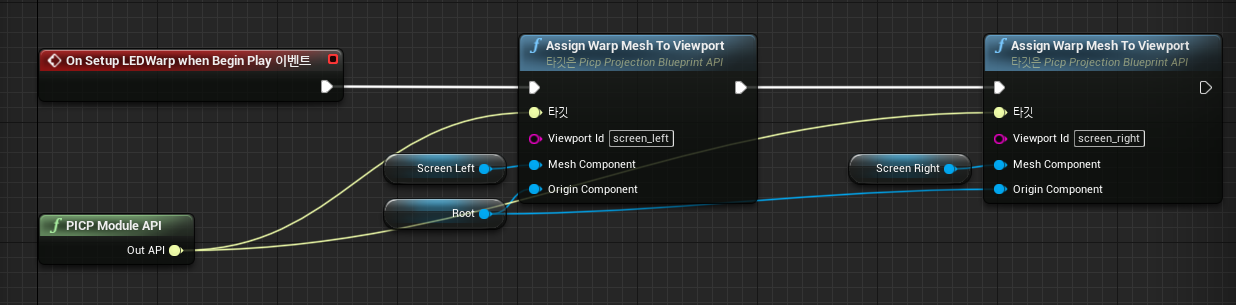 On Setup LEDWarp when Begin Play 이벤트
PICP Module API
Out API
Screen Left
Root
Assign Warp Mesh To Viewport
타깃은 Picp Projection Blueprint API
타깃
Viewport Id screen_left
Mesh Component
Origin Component
Screen Right
Assign Warp Mesh To Viewport
타깃은 Picp Projection Blueprint API
타깃
Viewport Id screen_right
Mesh Component
Origin Component